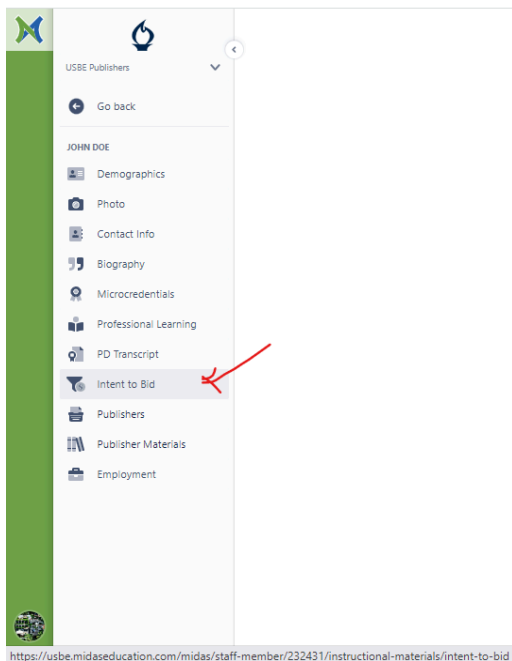 USBE Publishers
Go back
JOHN DOE
Demographics
Photo
Contact Info
Biography
Microcredentials
Professional Learning
PD Transcript
Intent to Bid
Publishers
Publisher Materials
Employment
https://usbe.midaseducation.com/midas/staff-member/232431/instructional-materials/intent-to-bid